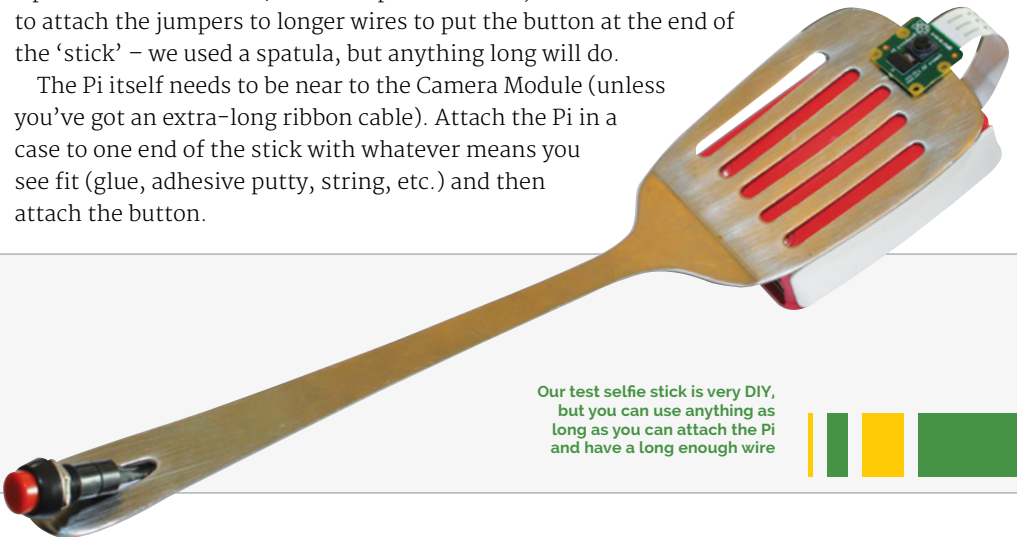 to attach the jumpers to longer wires to put the button at the end of
the ‘stick’ – we used a spatula, but anything long will do.
The Pi itself needs to be near to the Camera Module (unless
you’ve got an extra-long ribbon cable). Attach the Pi in a
case to one end of the stick with whatever means you
see fit (glue, adhesive putty, string, etc.) and then
attach the button.
Our test selfie stick is very DIY,
but you can use anything as
long as you can attach the Pi
and have a long enough wire